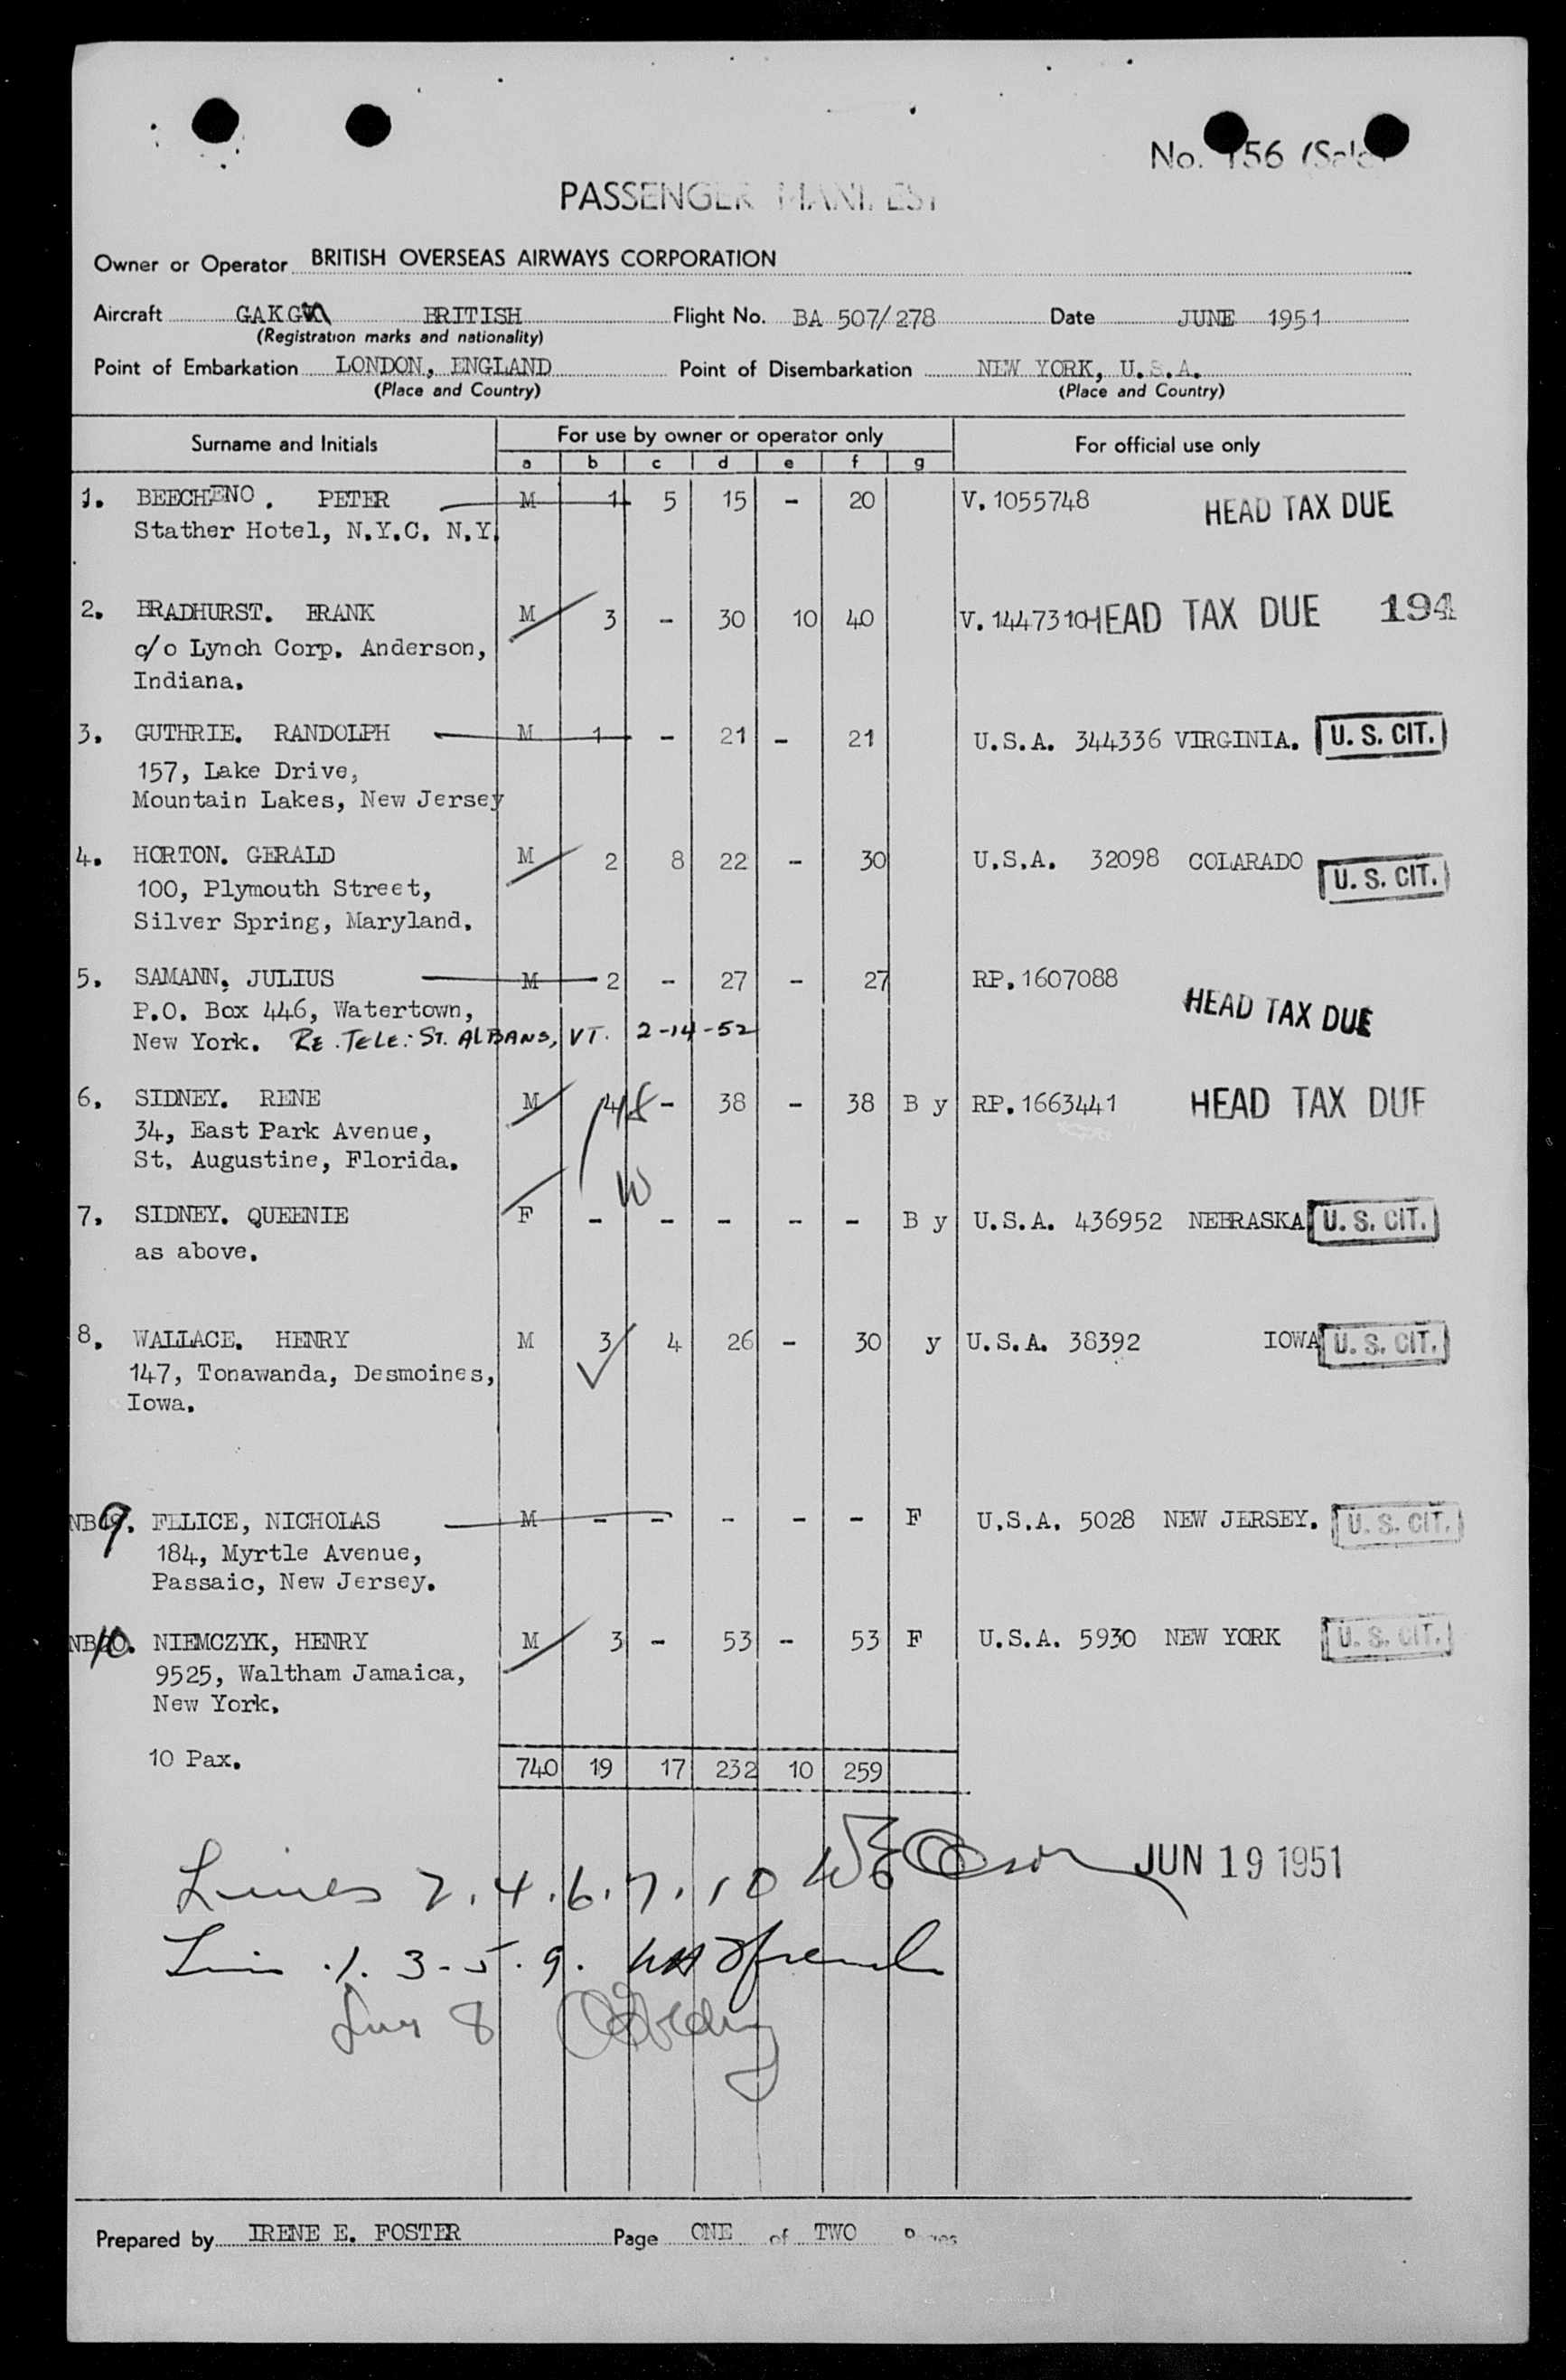 No. 156
PASSENGER MANIFEST
Owner or Operator BRITISH OVERSEAS AIRWAYS CORPORATION
Aircraft BRITISH Flight No. BA 507/278 Date JUNE 1951
(Registration marks and nationality)
Point of Embarkation LONDON, ENGLAND Point of Disembarkation NEW YORK, U.S.A.
(Place and Country) (Place and Country)
Surname and Initials For use by owner or operator only For official use only
a b c d e f g
1. BEECHENO. PETER M 1 5 15 - 20 V.1055748 HEAD TAX DUE
Stather Hotel, N.Y.C. N.Y.
2. BRADHURST. FRANK M 3 - 30 10 40 V.1447310 HEAD TAX DUE 194
c/o Lynch Corp. Anderson,
Indiana.
3. GUTHRIE. RANDOLPH M 1 - 21 - 21 U.S.A. 344336 VIRGINIA. U. S. CIT.
157, Lake Drive,
Mountain Lakes, New Jersey
4. HORTON. GERALD M 2 8 22 - 30 U.S.A. 32098 COLARADO U. S. CIT.
100, Plymouth Street,
Silver Spring, Maryland.
5. SAMANN. JULIUS M 2 - 27 - 27 RP.1607088 HEAD TAX DUE
P.O. Box 446, Watertown,
New York. RE. TELE: ST. ALBANS, VT. 2-14-52
6. SIDNEY. RENE M 4 - 38 - 38 B y RP.1663441 HEAD TAX DUE
34, East Park Avenue,
St. Augustine, Florida.
7. SIDNEY. QUEENIE F - - - - - B y U.S.A. 436952 NEBRASKA U. S. CIT.
as above.
8. WALLACE. HENRY M 3 4 26 - 30 y U.S.A. 38392 IOWA U. S. CIT.
147, Tonawanda, Desmoines,
Iowa.
NB 9. FELICE, NICHOLAS M - - - - - F U.S.A. 5028 NEW JERSEY. U. S. CIT.
184, Myrtle Avenue,
Passaic, New Jersey.
NB 10. NIEMCZYK, HENRY M 3 - 53 - 53 F U.S.A. 5930 NEW YORK U. S. CIT.
9525, Waltham Jamaica,
New York.
10 Pax. 740 19 17 232 10 259
Lines 2.4.6.7.10 JUN 19 1951
Lin .1.3-5.9.
8
Prepared by IRENE E. FOSTER Page ONE of TWO Pages